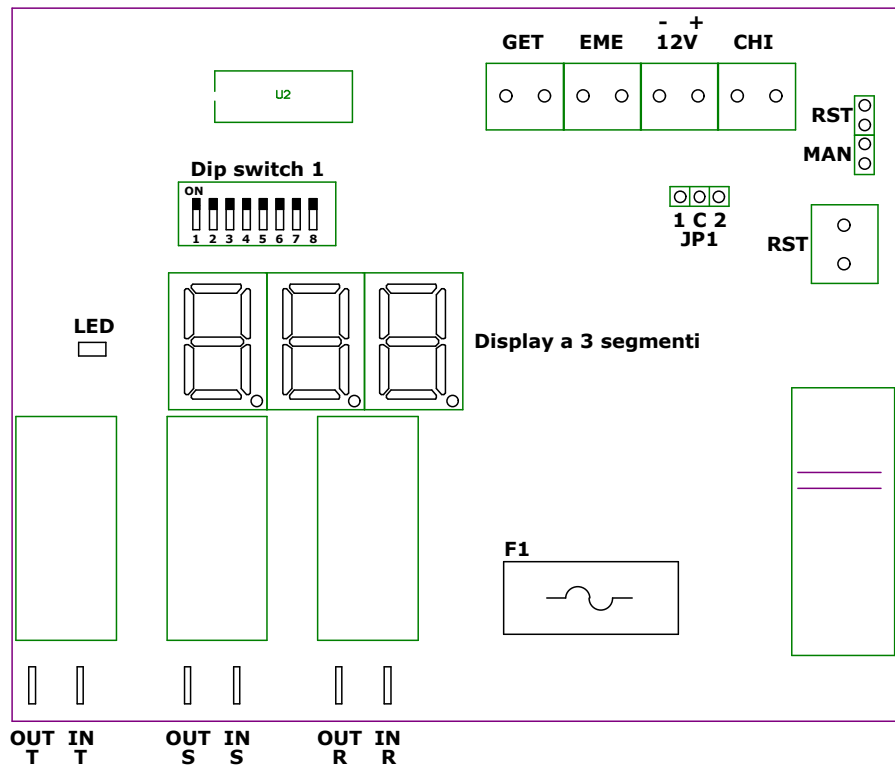 - +
GET EME 12V CHI
U2
RST
MAN
Dip switch 1
ON
1 2 3 4 5 6 7 8
1 C 2
JP1
RST
LED
Display a 3 segmenti
F1
OUT IN OUT IN OUT IN
T T S S R R